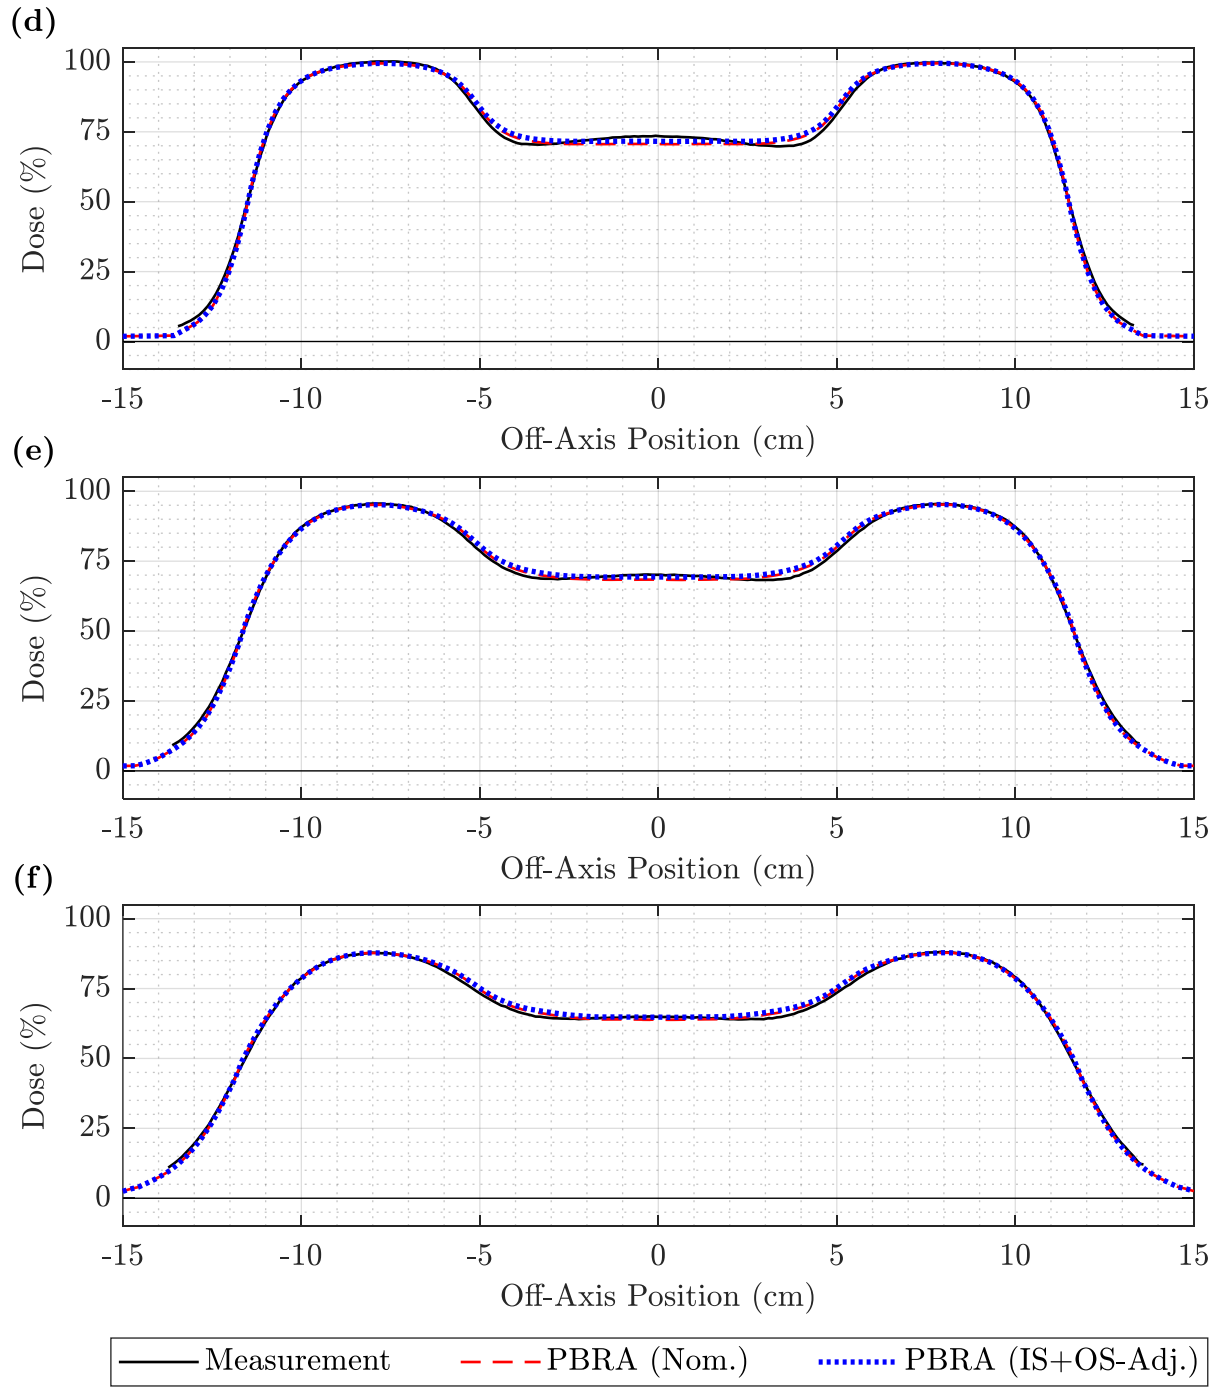 (d)
100
75
50
25
0
Dose (%)
-15 -10 -5 0 5 10 15
Off-Axis Position (cm)
(e)
100
75
50
25
0
Dose (%)
-15 -10 -5 0 5 10 15
Off-Axis Position (cm)
(f)
100
75
50
25
0
Dose (%)
-15 -10 -5 0 5 10 15
Off-Axis Position (cm)
Measurement PBRA (Nom.) PBRA (IS+OS-Adj.)